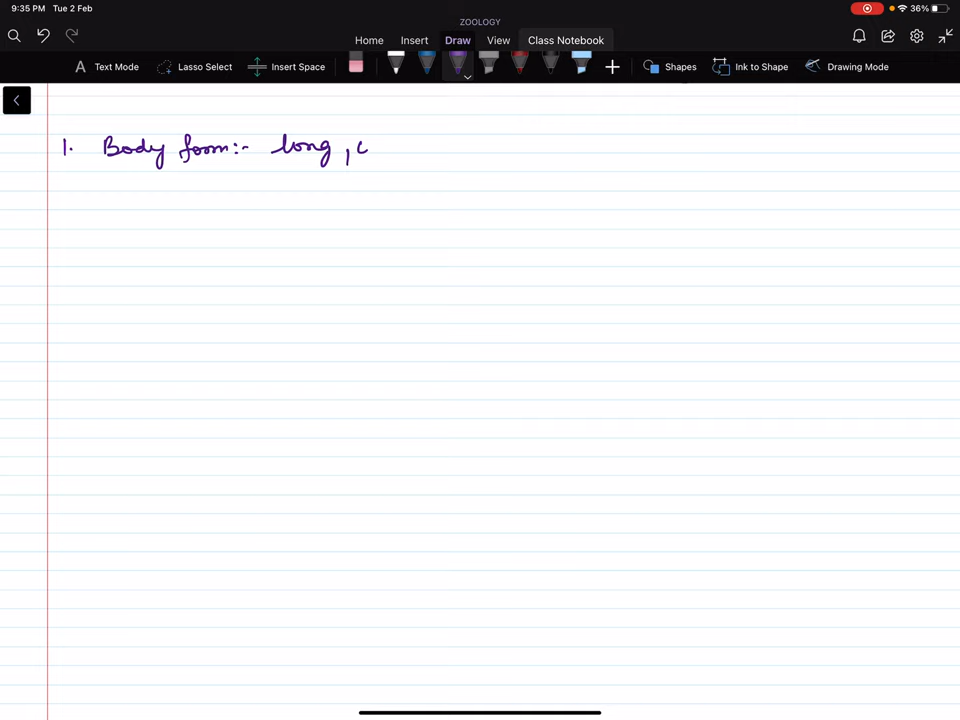 9:35 PM Tue 2 Feb 36%
ZOOLOGY
Home Insert Draw View Class Notebook
A Text Mode Lasso Select Insert Space Shapes Ink to Shape Drawing Mode
1. Body form:- long, c